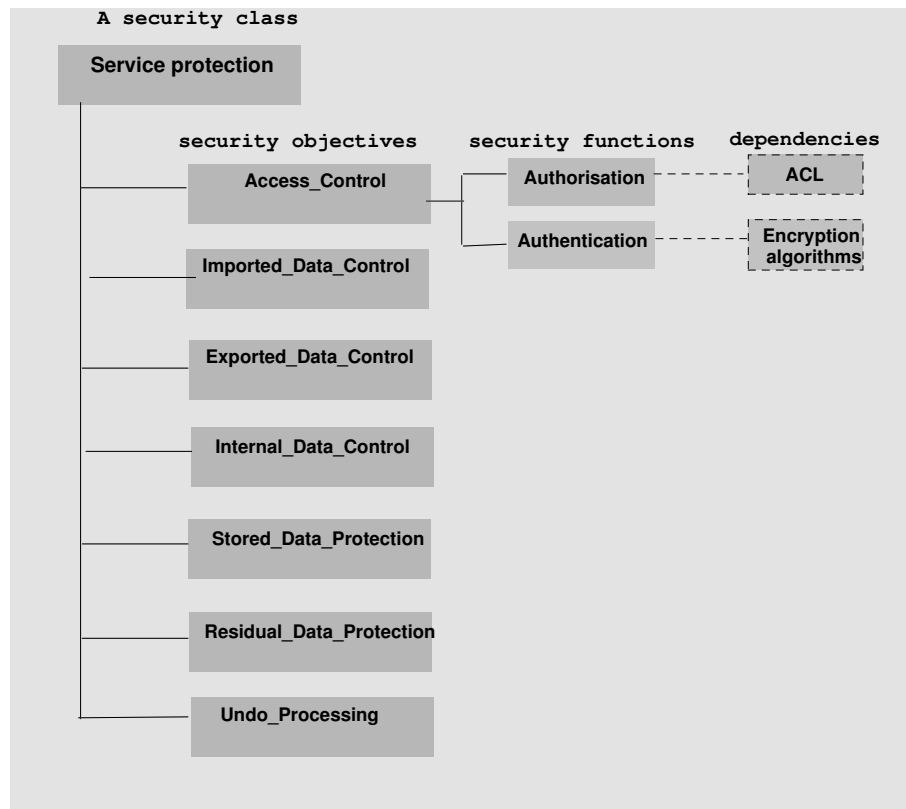 A security class
Service protection
security objectives
security functions
dependencies
Access_Control
Authorisation
ACL
Authentication
Encryption
algorithms
Imported_Data_Control
Exported_Data_Control
Internal_Data_Control
Stored_Data_Protection
Residual_Data_Protection
Undo_Processing